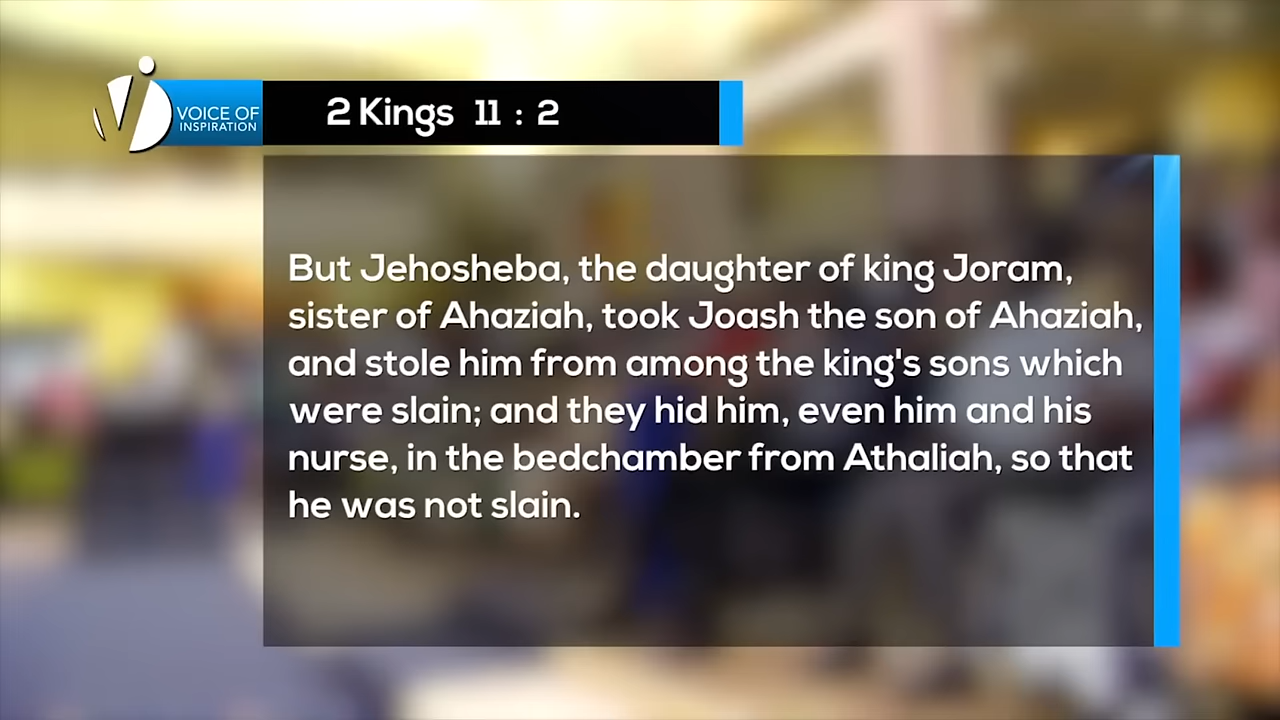 VOICE OF
INSPIRATION
2 Kings 11 : 2
But Jehosheba, the daughter of king Joram,
sister of Ahaziah, took Joash the son of Ahaziah,
and stole him from among the king's sons which
were slain; and they hid him, even him and his
nurse, in the bedchamber from Athaliah, so that
he was not slain.